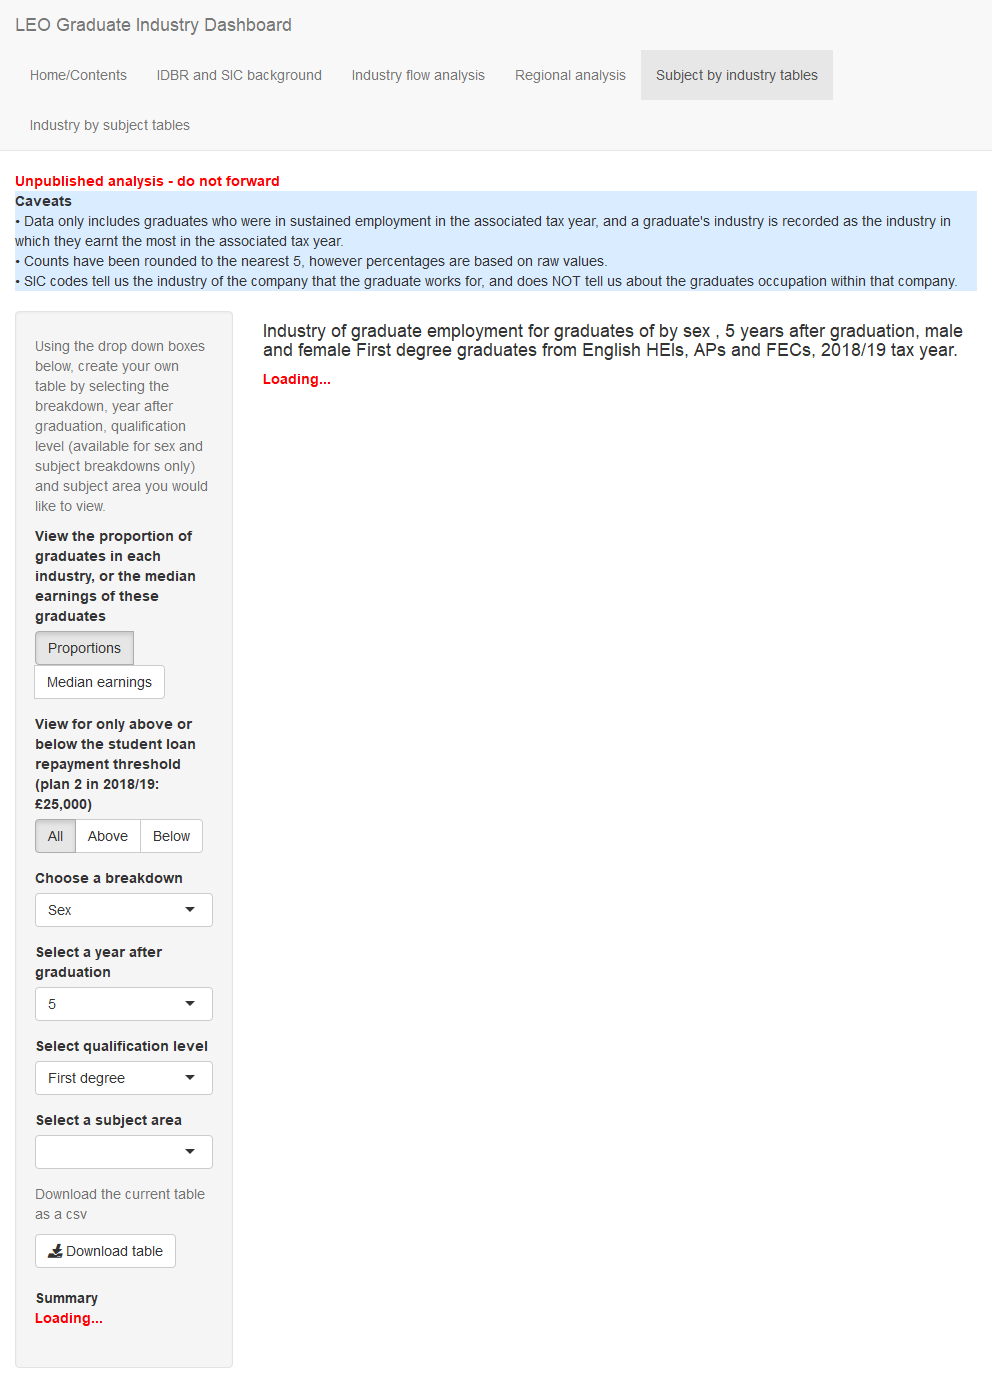 LEO Graduate Industry Dashboard
Home/Contents
IDBR and SIC background
Industry flow analysis
Regional analysis
Subject by industry tables
Industry by subject tables
Unpublished analysis - do not forward
Caveats
• Data only includes graduates who were in sustained employment in the associated tax year, and a graduate's industry is recorded as the industry in
which they earnt the most in the associated tax year.
• Counts have been rounded to the nearest 5, however percentages are based on raw values.
• SIC codes tell us the industry of the company that the graduate works for, and does NOT tell us about the graduates occupation within that company.
Using the drop down boxes
below, create your own
table by selecting the
breakdown, year after
graduation, qualification
level (available for sex and
subject breakdowns only)
and subject area you would
like to view.
View the proportion of
graduates in each
industry, or the median
earnings of these
graduates
Proportions
Median earnings
View for only above or
below the student loan
repayment threshold
(plan 2 in 2018/19:
£25,000)
All
Above
Below
Choose a breakdown
Sex
Select a year after
graduation
5
Select qualification level
First degree
Select a subject area
Download the current table
as a csv
Download table
Summary
Loading...
Industry of graduate employment for graduates of by sex , 5 years after graduation, male
and female First degree graduates from English HEIs, APs and FECs, 2018/19 tax year.
Loading...